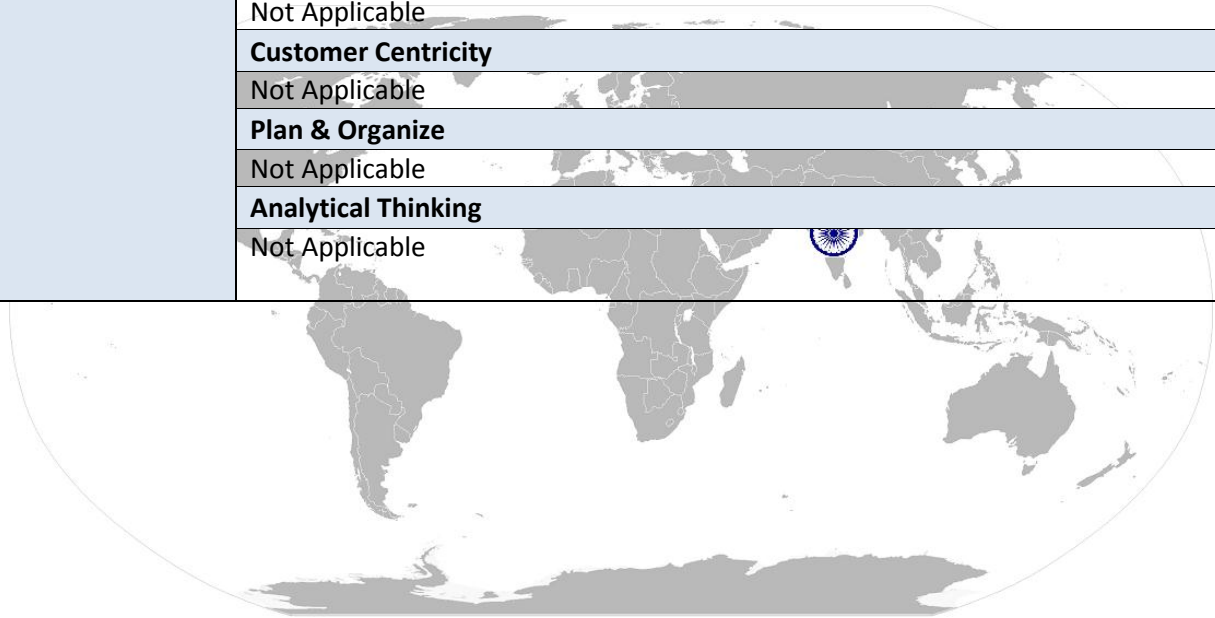 Not Applicable
Customer Centricity
Not Applicable
Plan & Organize
Not Applicable
Analytical Thinking
Not Applicable